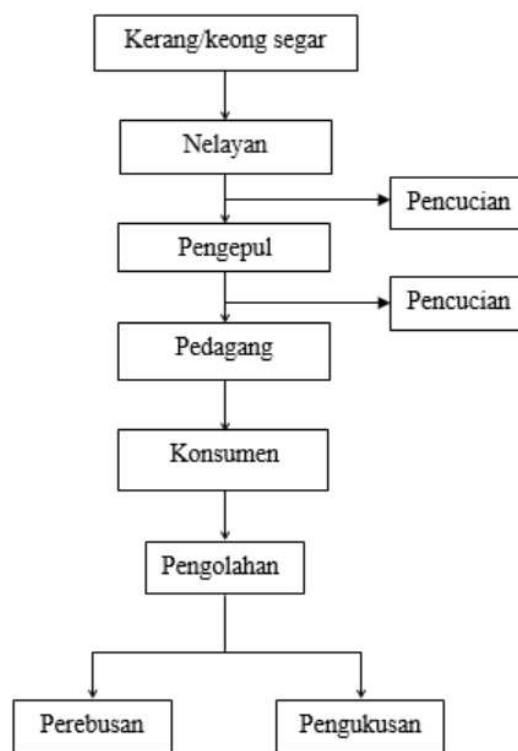 Kerang/keong segar
Nelayan
Pencucian
Pengepul
Pencucian
Pedagang
Konsumen
Pengolahan
Perebusan
Pengukusan